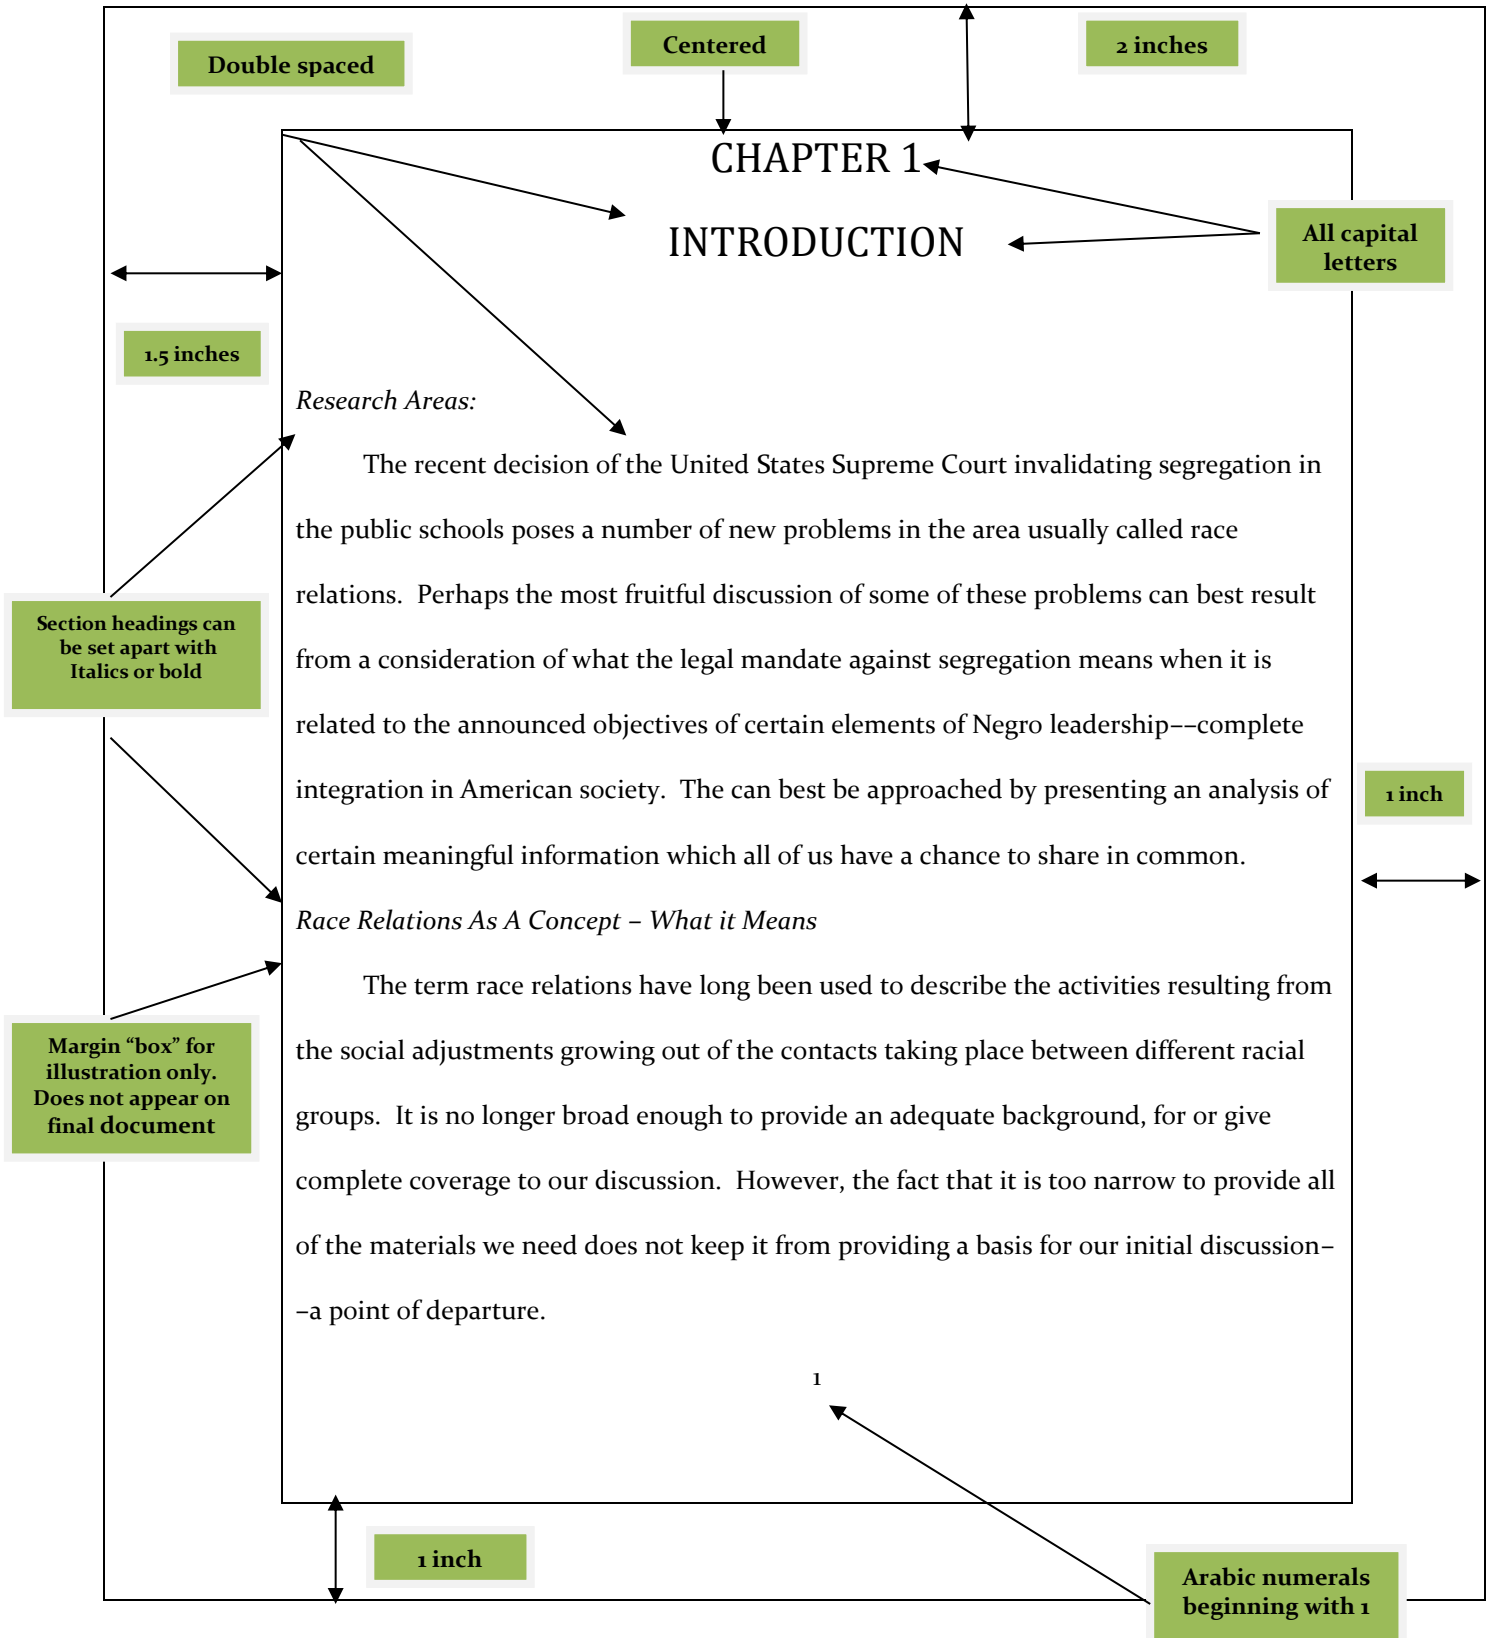 Double spaced
Centered
2 inches
CHAPTER 1
INTRODUCTION
All capital
letters
1.5 inches
Research Areas:
The recent decision of the United States Supreme Court invalidating segregation in
the public schools poses a number of new problems in the area usually called race
relations.  Perhaps the most fruitful discussion of some of these problems can best result
from a consideration of what the legal mandate against segregation means when it is
related to the announced objectives of certain elements of Negro leadership––complete
integration in American society.  The can best be approached by presenting an analysis of
certain meaningful information which all of us have a chance to share in common.
Section headings can
be set apart with
Italics or bold
1 inch
Race Relations As A Concept – What it Means
The term race relations have long been used to describe the activities resulting from
the social adjustments growing out of the contacts taking place between different racial
groups.  It is no longer broad enough to provide an adequate background, for or give
complete coverage to our discussion.  However, the fact that it is too narrow to provide all
of the materials we need does not keep it from providing a basis for our initial discussion–
–a point of departure.
Margin “box” for
illustration only.
Does not appear on
final document
1
1 inch
Arabic numerals
beginning with 1